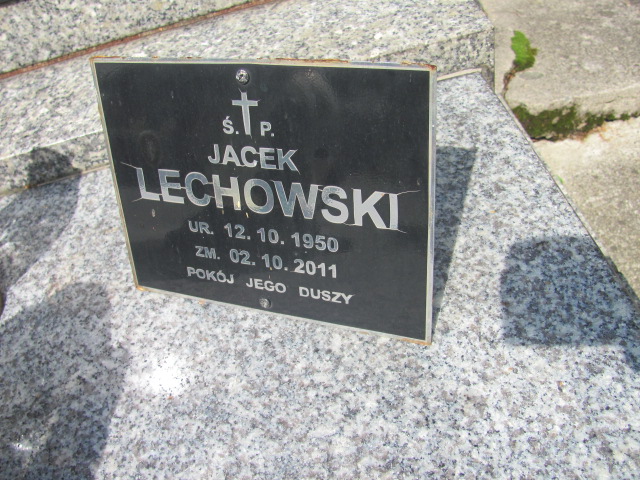 Ś. P.
JACEK
LECHOWSKI
UR. 12. 10. 1950
ZM. 02. 10. 2011
POKÓJ JEGO DUSZY